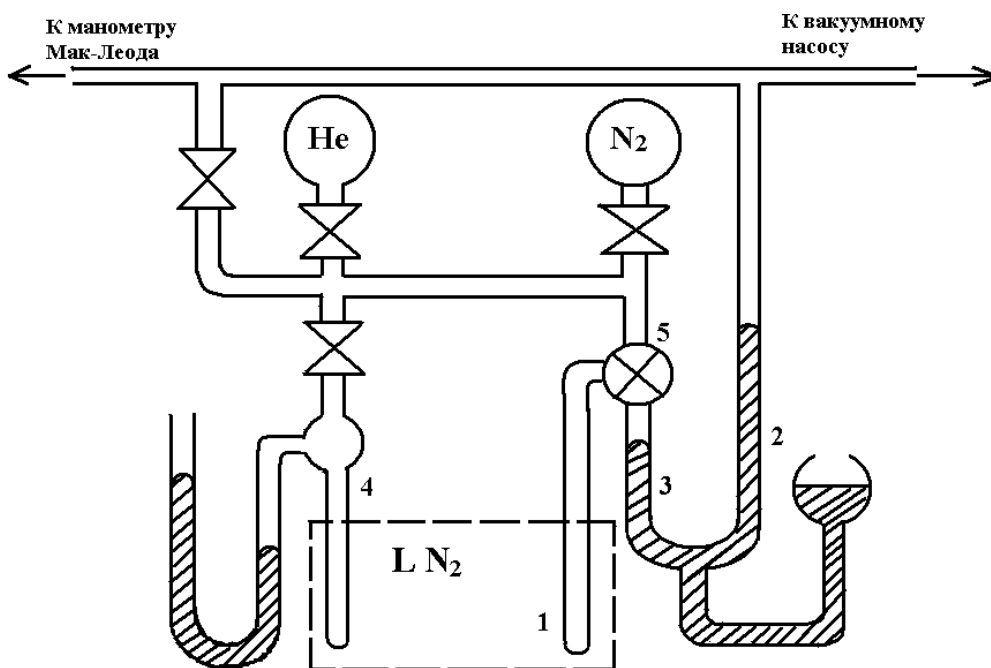 К манометру
Мак-Леода
К вакуумному
насосу
He
N₂
5
2
3
4
L N₂
1